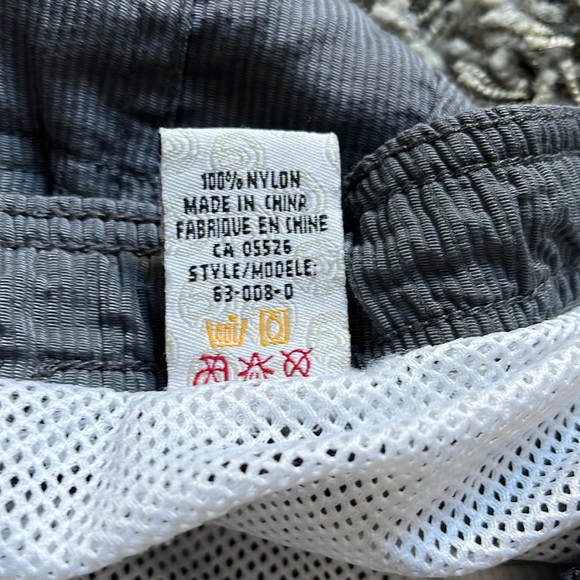 100% NYLON
MADE IN CHINA
FABRIQUE EN CHINE
CA 05526
STYLE/MODELE:
63-008-0